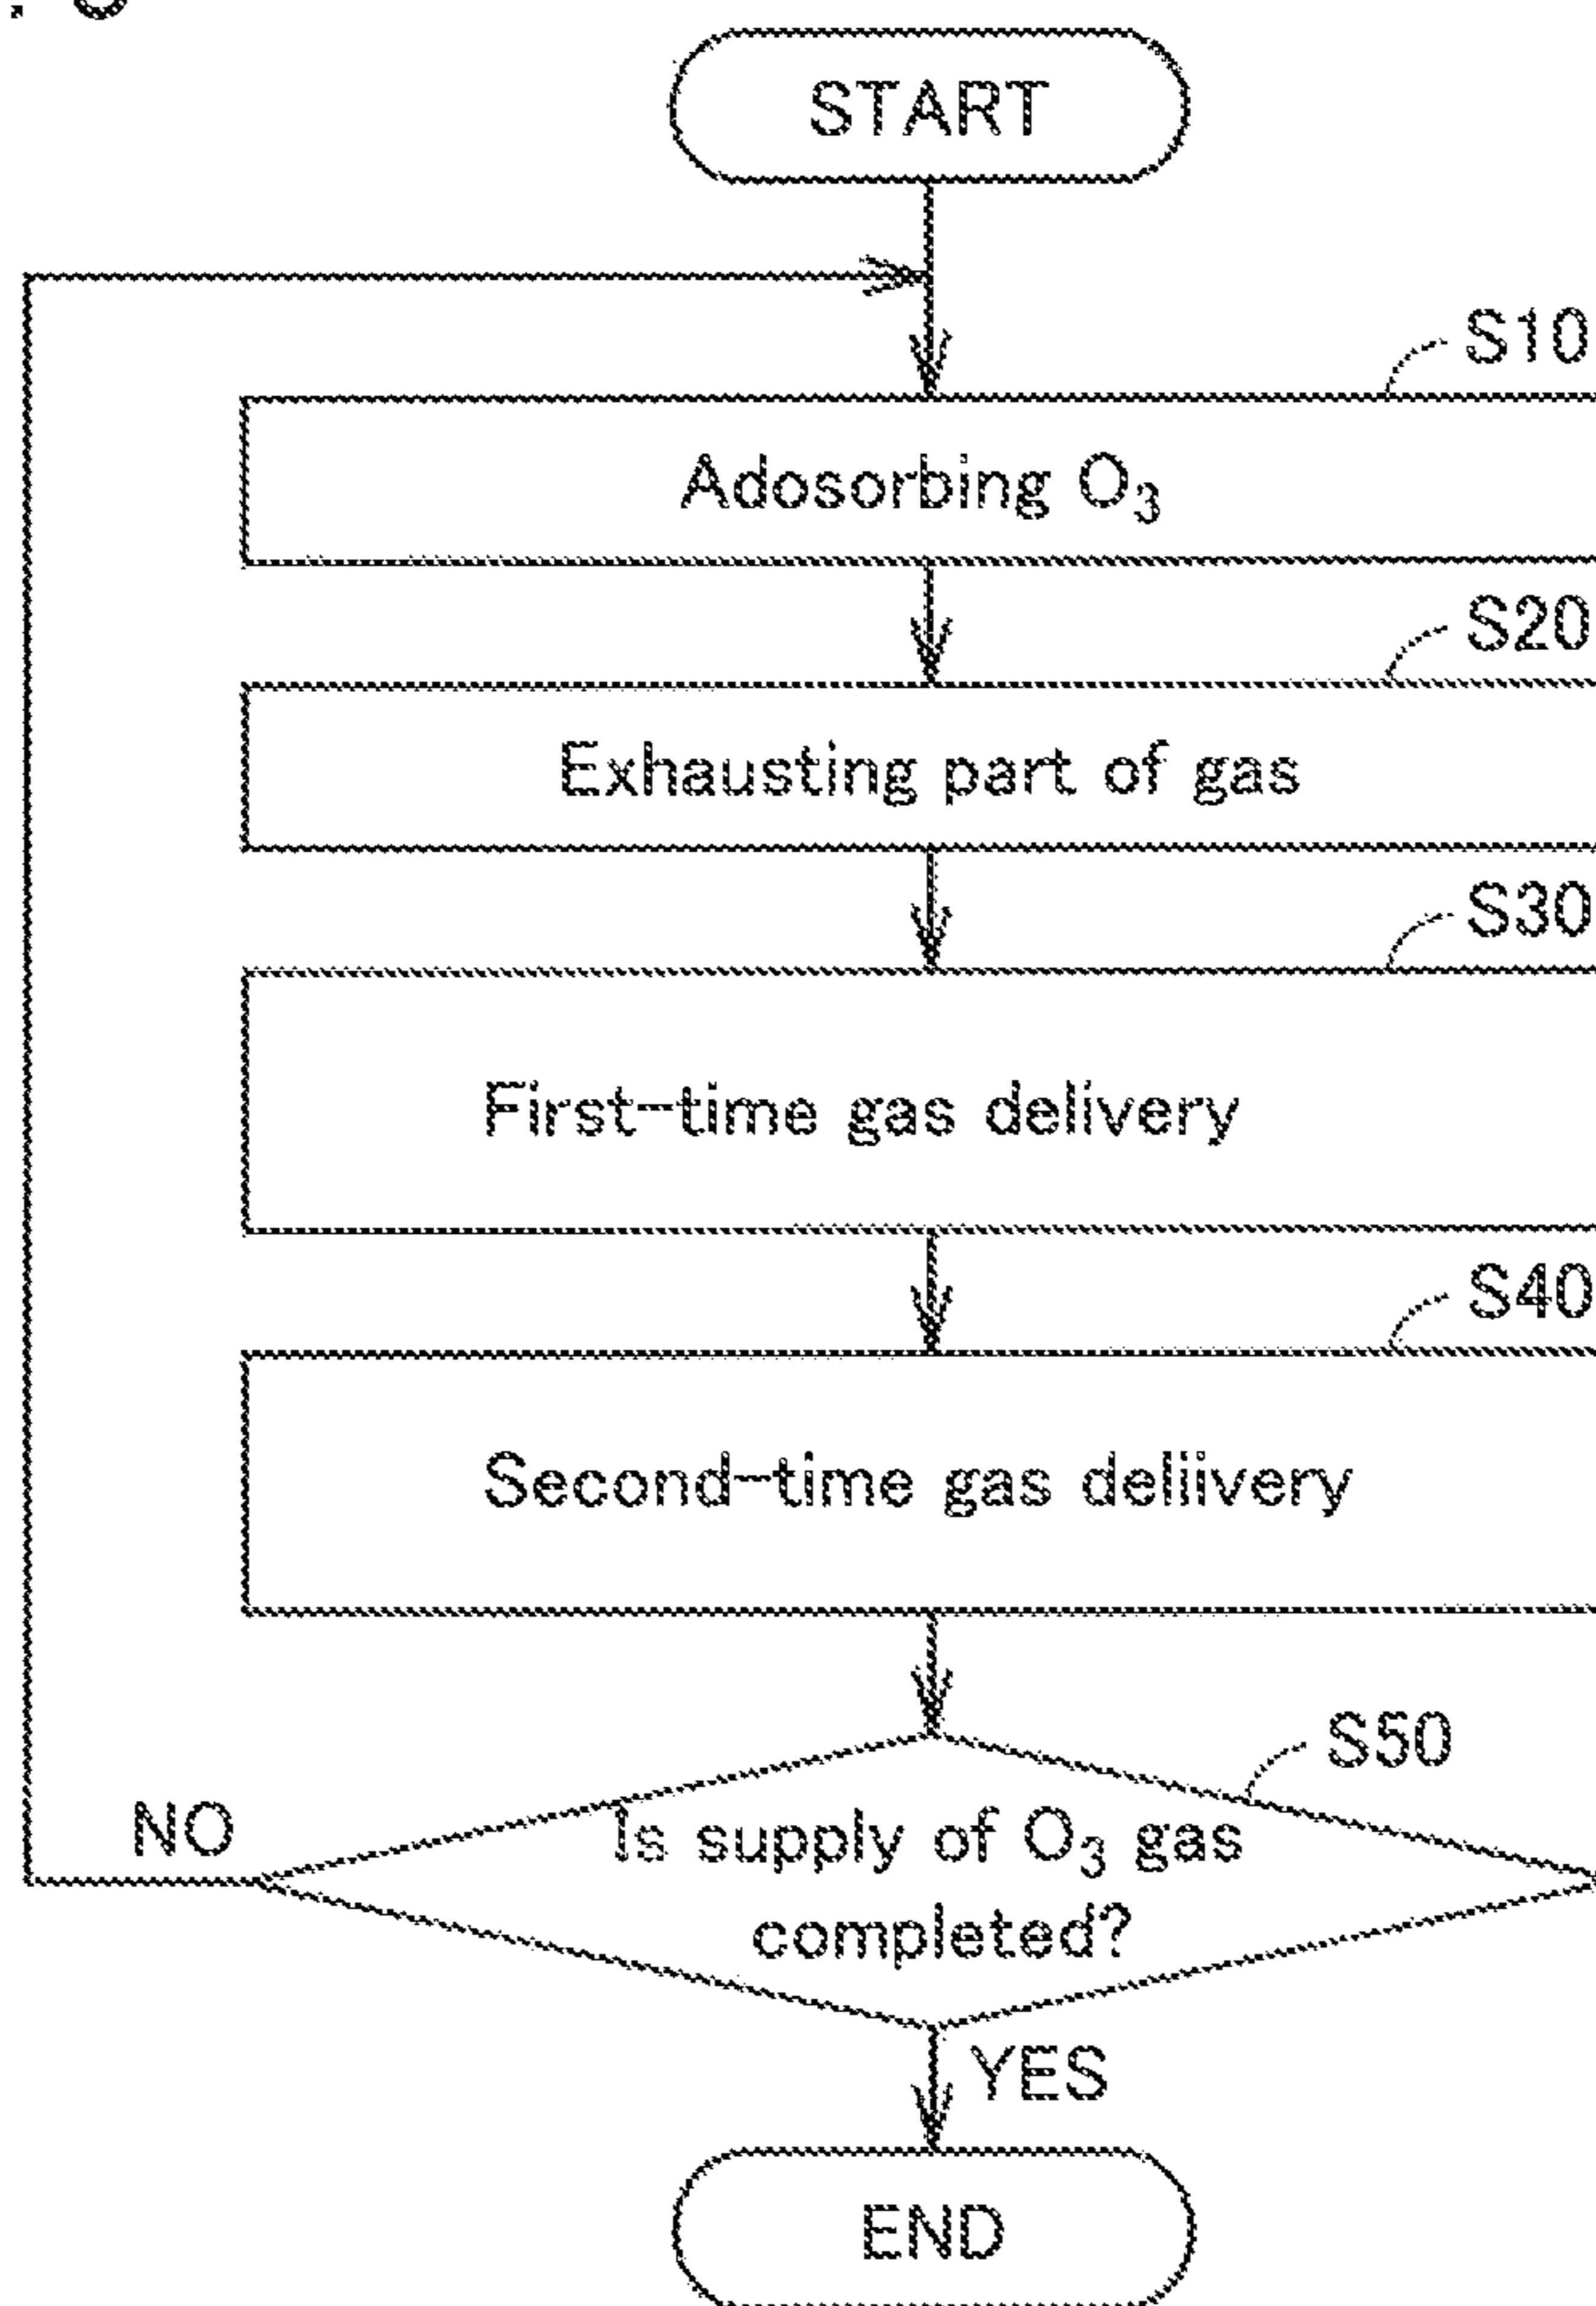 START
S10
Adosorbing O₃
S20
Exhausting part of gas
S30
First-time gas delivery
S40
Second-time gas deliivery
S50
Is supply of O₃ gas
completed?
NO
YES
END